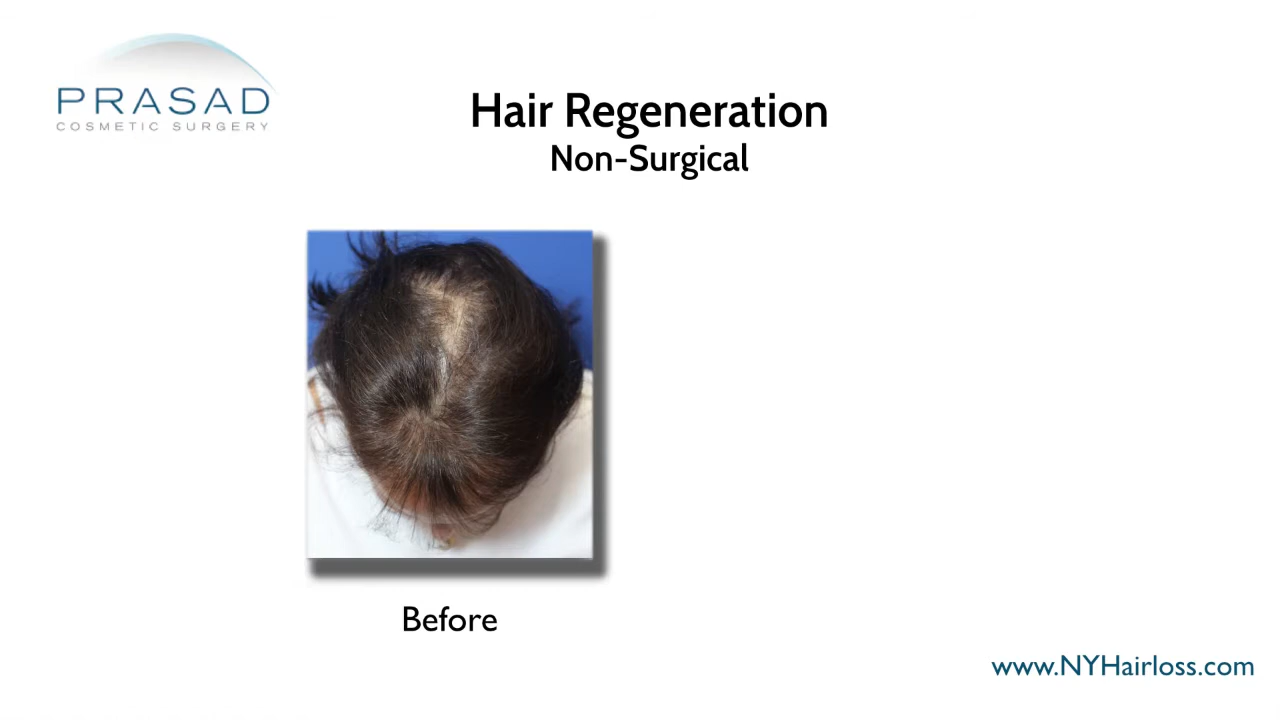 PRASAD
COSMETIC SURGERY
Hair Regeneration
Non-Surgical
Before
www.NYHairloss.com